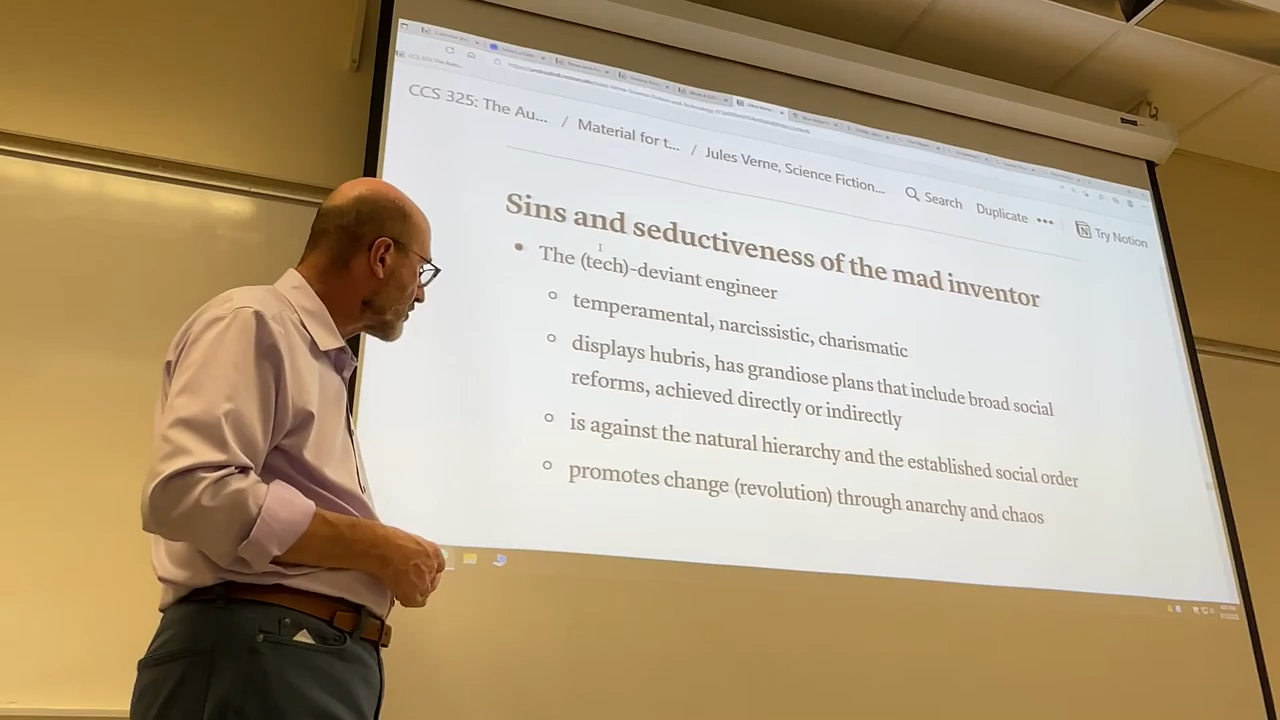 CCS 325: The Au... / Material for t... / Jules Verne, Science Fiction... Search Duplicate ••• Try Notion
Sins and seductiveness of the mad inventor
• The (tech)-deviant engineer
○ temperamental, narcissistic, charismatic
○ displays hubris, has grandiose plans that include broad social
reforms, achieved directly or indirectly
○ is against the natural hierarchy and the established social order
○ promotes change (revolution) through anarchy and chaos